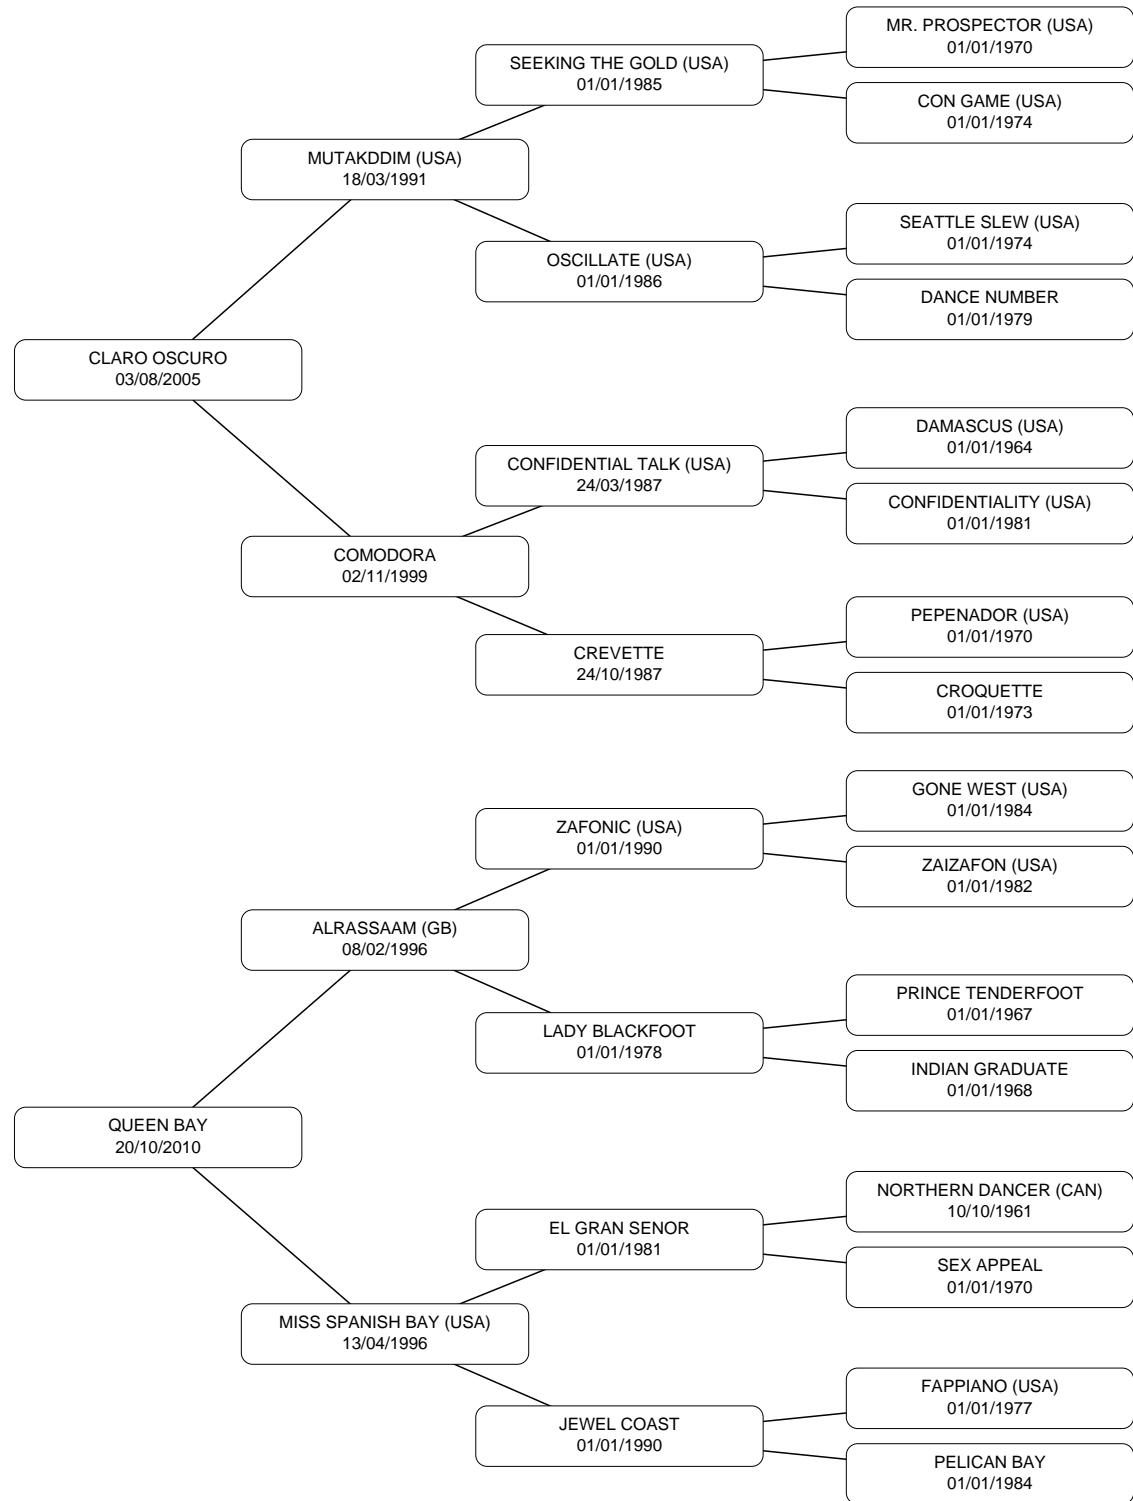 MR. PROSPECTOR (USA)
01/01/1970
SEEKING THE GOLD (USA)
01/01/1985
CON GAME (USA)
01/01/1974
MUTAKDDIM (USA)
18/03/1991
SEATTLE SLEW (USA)
01/01/1974
OSCILLATE (USA)
01/01/1986
DANCE NUMBER
01/01/1979
CLARO OSCURO
03/08/2005
DAMASCUS (USA)
01/01/1964
CONFIDENTIAL TALK (USA)
24/03/1987
CONFIDENTIALITY (USA)
01/01/1981
COMODORA
02/11/1999
PEPENADOR (USA)
01/01/1970
CREVETTE
24/10/1987
CROQUETTE
01/01/1973
GONE WEST (USA)
01/01/1984
ZAFONIC (USA)
01/01/1990
ZAIZAFON (USA)
01/01/1982
ALRASSAAM (GB)
08/02/1996
PRINCE TENDERFOOT
01/01/1967
LADY BLACKFOOT
01/01/1978
INDIAN GRADUATE
01/01/1968
QUEEN BAY
20/10/2010
NORTHERN DANCER (CAN)
10/10/1961
EL GRAN SENOR
01/01/1981
SEX APPEAL
01/01/1970
MISS SPANISH BAY (USA)
13/04/1996
FAPPIANO (USA)
01/01/1977
JEWEL COAST
01/01/1990
PELICAN BAY
01/01/1984